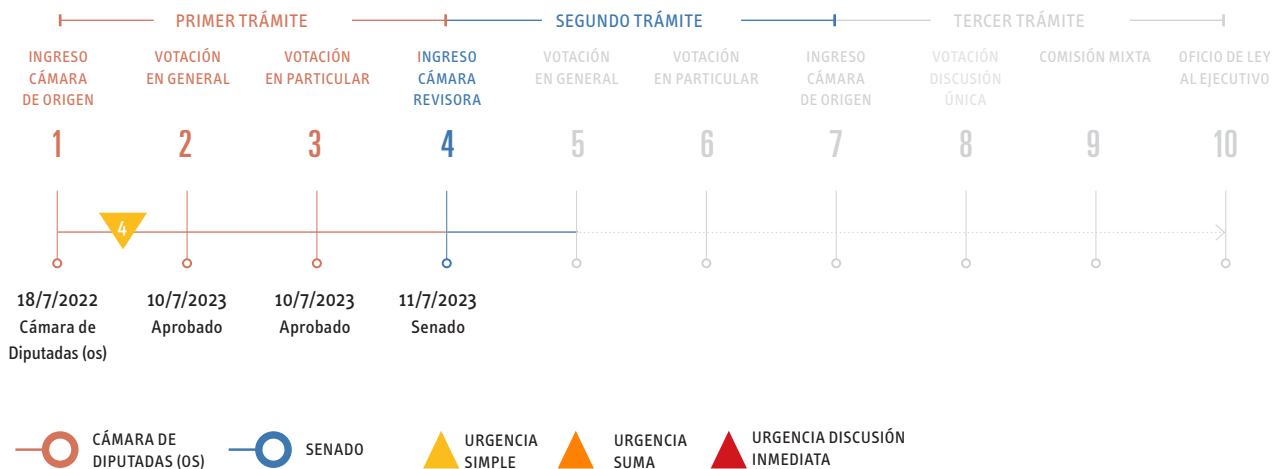 PRIMER TRÁMITE
SEGUNDO TRÁMITE
TERCER TRÁMITE
INGRESO
CÁMARA
DE ORIGEN
VOTACIÓN
EN GENERAL
VOTACIÓN
EN PARTICULAR
INGRESO
CÁMARA
REVISORA
VOTACIÓN
EN GENERAL
VOTACIÓN
EN PARTICULAR
INGRESO
CÁMARA
DE ORIGEN
VOTACIÓN
DISCUSIÓN
ÚNICA
COMISIÓN MIXTA
OFICIO DE LEY
AL EJECUTIVO
1
2
3
4
5
6
7
8
9
10
4
18/7/2022
Cámara de
Diputadas (os)
10/7/2023
Aprobado
10/7/2023
Aprobado
11/7/2023
Senado
CÁMARA DE
DIPUTADAS (OS)
SENADO
URGENCIA
SIMPLE
URGENCIA
SUMA
URGENCIA DISCUSIÓN
INMEDIATA